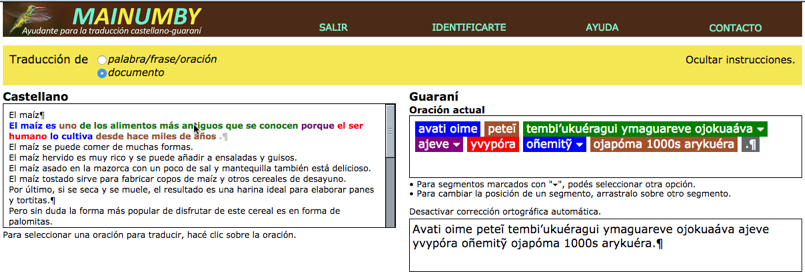 MAINUMBY
Ayudante para la traducción castellano-guaraní
SALIR IDENTIFICARTE AYUDA CONTACTO
Traducción de palabra/frase/oración
documento
Ocultar instrucciones.
Castellano
El maíz¶
El maíz es uno de los alimentos más antiguos que se conocen porque el ser
humano lo cultiva desde hace miles de años .¶
El maíz se puede comer de muchas formas.
El maíz hervido es muy rico y se puede añadir a ensaladas y guisos.
El maíz asado en la mazorca con un poco de sal y mantequilla también está delicioso.
El maíz tostado sirve para fabricar copos de maíz y otros cereales de desayuno.
Por último, si se seca y se muele, el resultado es una harina ideal para elaborar panes
y tortitas.¶
Pero sin duda la forma más popular de disfrutar de este cereal es en forma de
palomitas.
Para seleccionar una oración para traducir, hacé clic sobre la oración.
Guaraní
Oración actual
avati oime peteĩ tembi’ukuéragui ymaguareve ojokuaáva
ajeve yvypóra oñemitỹ ojapóma 1000s arykuéra .¶
• Para segmentos marcados con "▾", podés seleccionar otra opción.
• Para cambiar la posición de un segmento, arrastralo sobre otro segmento.
Desactivar corrección ortográfica automática.
Avati oime peteĩ tembi’ukuéragui ymaguareve ojokuaáva ajeve
yvypóra oñemitỹ ojapóma 1000s arykuéra.¶